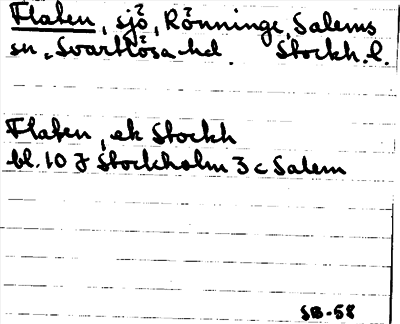 Flaten, sjö, Rönninge, Salems
sn, Svartlösa hd. Stockh. l.
Flaten, ek Stockh
bl. 10 J Stockholm 3 c Salem
SB-58